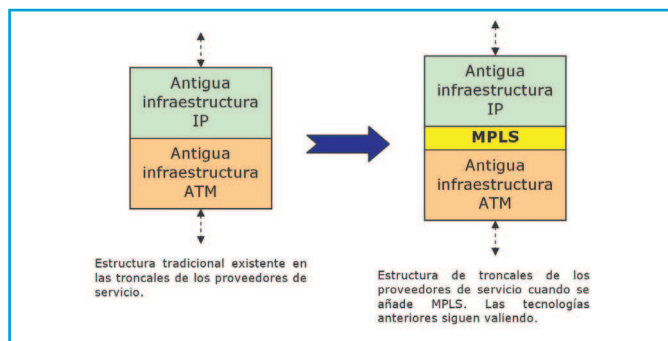 Antigua
infraestructura
IP
Antigua
infraestructura
ATM
Estructura tradicional existente en
las troncales de los proveedores de
servicio.
Antigua
infraestructura
IP
MPLS
Antigua
infraestructura
ATM
Estructura de troncales de los
proveedores de servicio cuando se
añade MPLS. Las tecnologías
anteriores siguen valiendo.